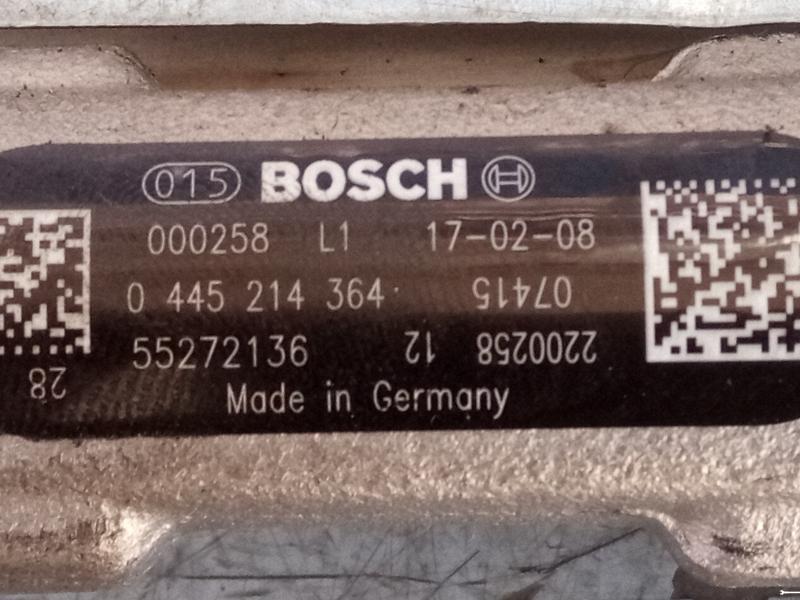 015 BOSCH
000258 L1 17-02-08
0 445 214 364 07415
55272136 12 2200258
28
Made in Germany